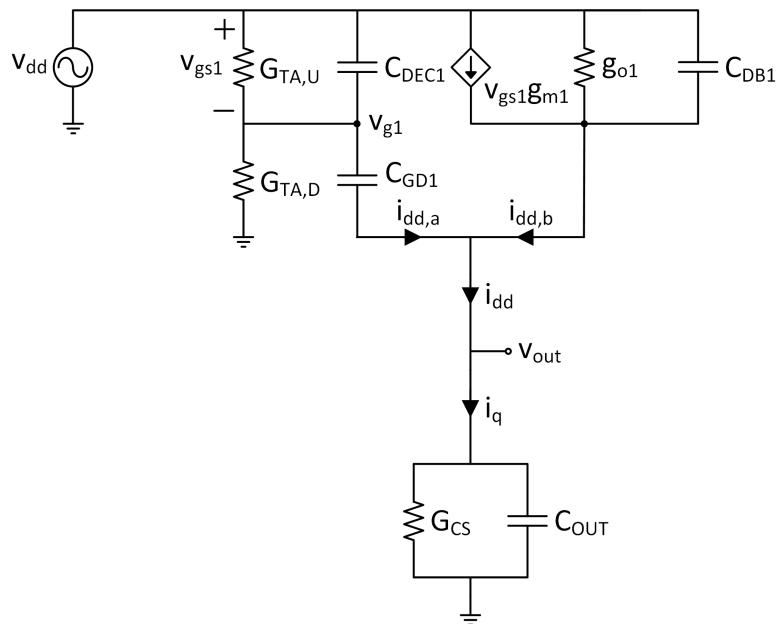 +
v_dd
v_gs1
G_TA,U
C_DEC1
v_gs1g_m1
g_o1
C_DB1
−
v_g1
G_TA,D
C_GD1
i_dd,a
i_dd,b
i_dd
v_out
i_q
G_CS
C_OUT